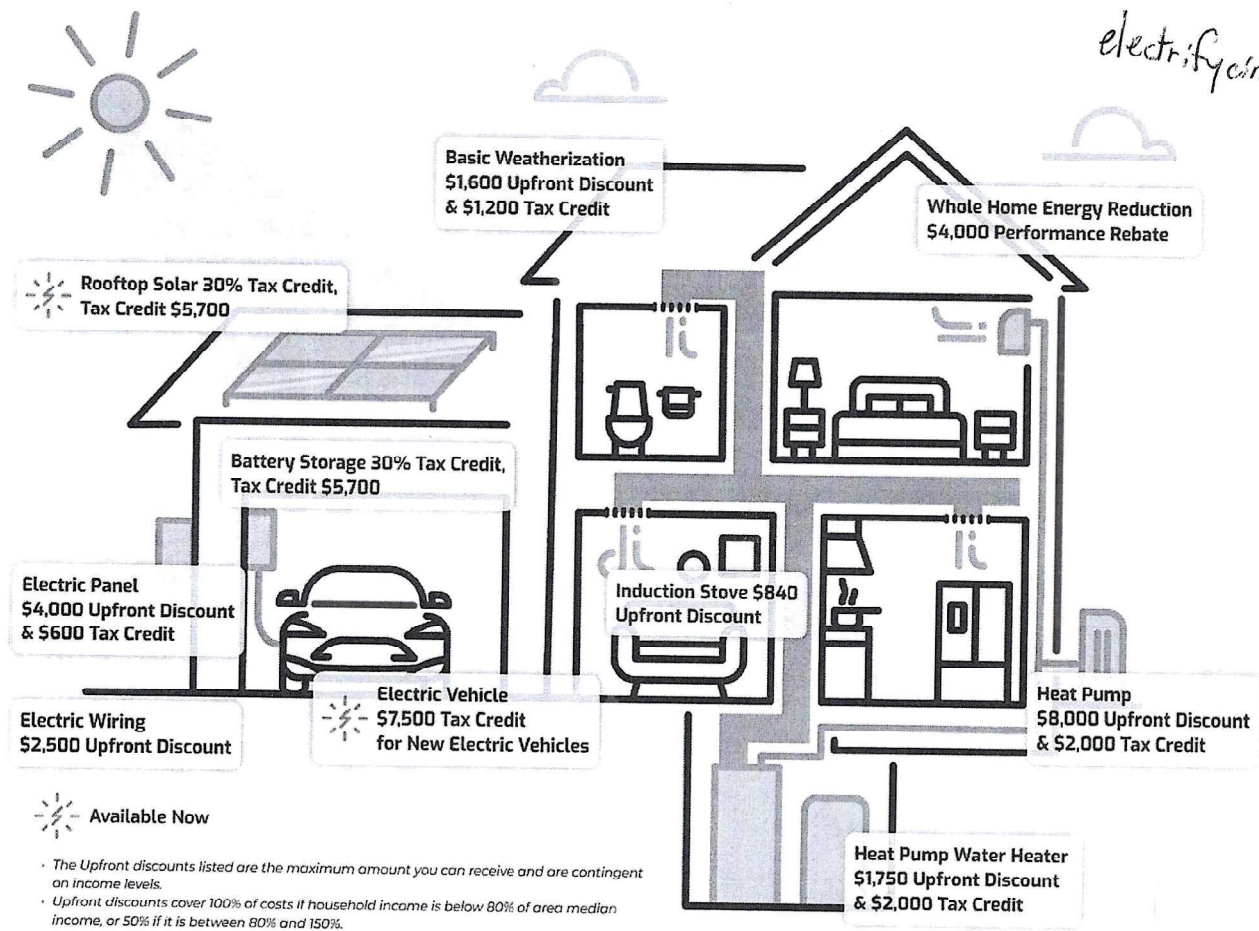 Basic Weatherization
$1,600 Upfront Discount
& $1,200 Tax Credit
Whole Home Energy Reduction
$4,000 Performance Rebate
Rooftop Solar 30% Tax Credit,
Tax Credit $5,700
Battery Storage 30% Tax Credit,
Tax Credit $5,700
Electric Panel
$4,000 Upfront Discount
& $600 Tax Credit
Induction Stove $840
Upfront Discount
Electric Wiring
$2,500 Upfront Discount
Electric Vehicle
$7,500 Tax Credit
for New Electric Vehicles
Heat Pump
$8,000 Upfront Discount
& $2,000 Tax Credit
Available Now
Heat Pump Water Heater
$1,750 Upfront Discount
& $2,000 Tax Credit
· The Upfront discounts listed are the maximum amount you can receive and are contingent
on income levels.
· Upfront discounts cover 100% of costs if household income is below 80% of area median
income, or 50% if it is between 80% and 150%.